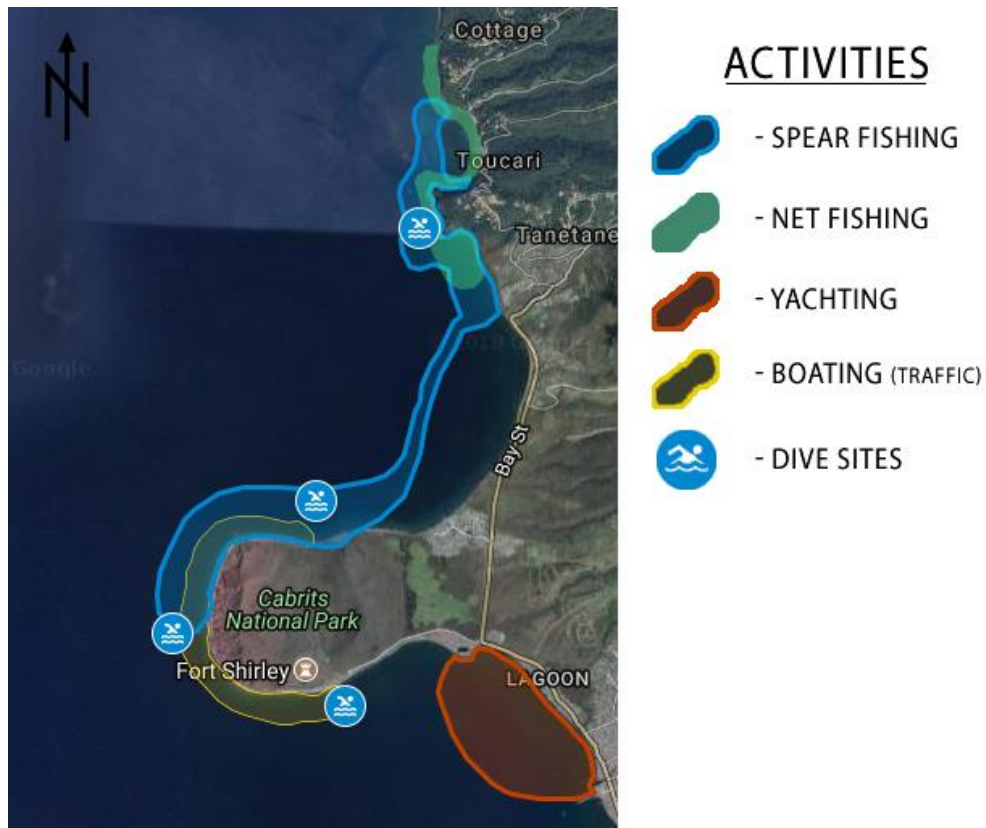 N
Cottage
Toucari
Tanetane
Google
Bay St
Cabrits
National Park
Fort Shirley
LAGOON
ACTIVITIES
- SPEAR FISHING
- NET FISHING
- YACHTING
- BOATING (TRAFFIC)
- DIVE SITES